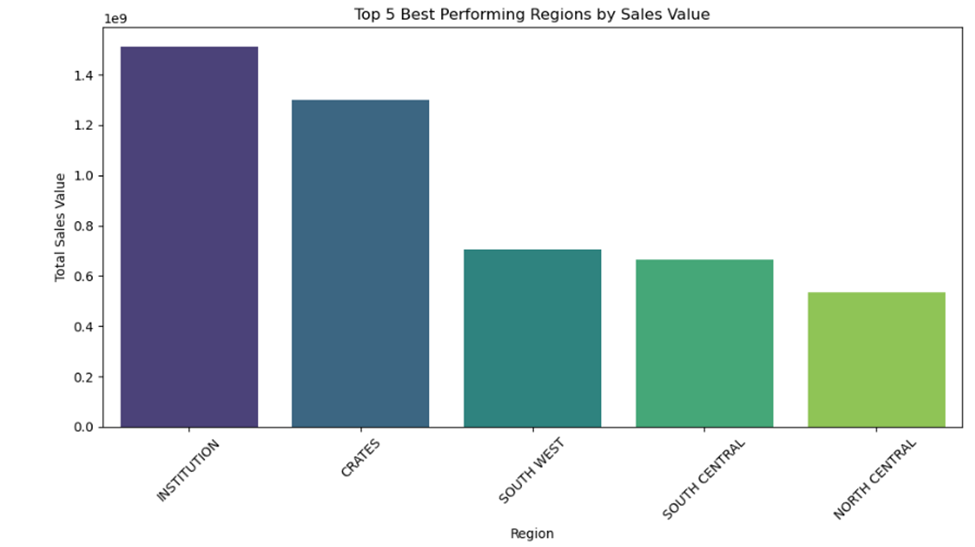 Top 5 Best Performing Regions by Sales Value
1e9
1.4
1.2
1.0
0.8
0.6
0.4
0.2
0.0
Total Sales Value
INSTITUTION
CRATES
SOUTH WEST
SOUTH CENTRAL
NORTH CENTRAL
Region